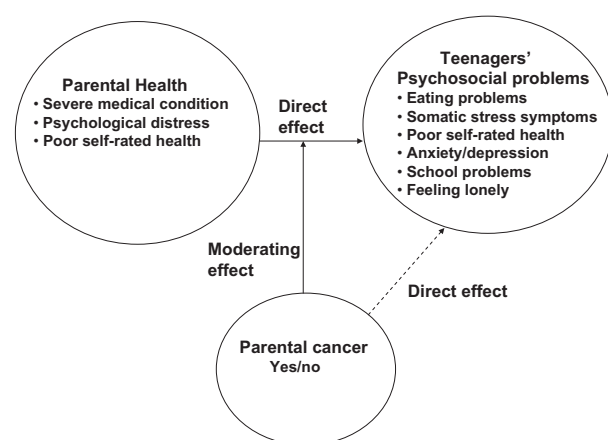 Parental Health
• Severe medical condition
• Psychological distress
• Poor self-rated health
Direct
effect
Teenagers’
Psychosocial problems
• Eating problems
• Somatic stress symptoms
• Poor self-rated health
• Anxiety/depression
• School problems
• Feeling lonely
Moderating
effect
Direct effect
Parental cancer
Yes/no